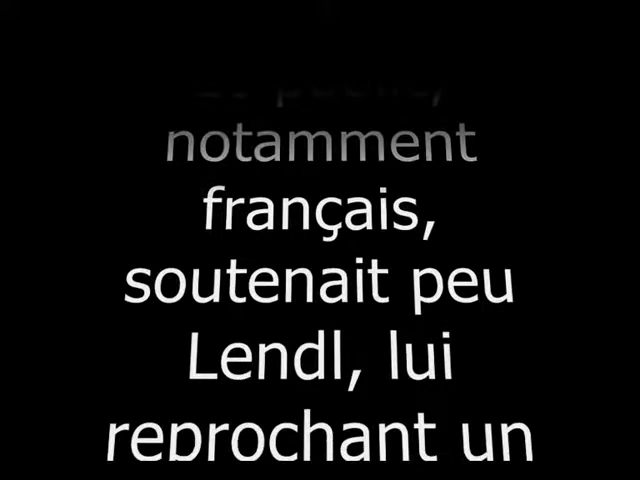 notamment
français,
soutenait peu
Lendl, lui
reprochant un